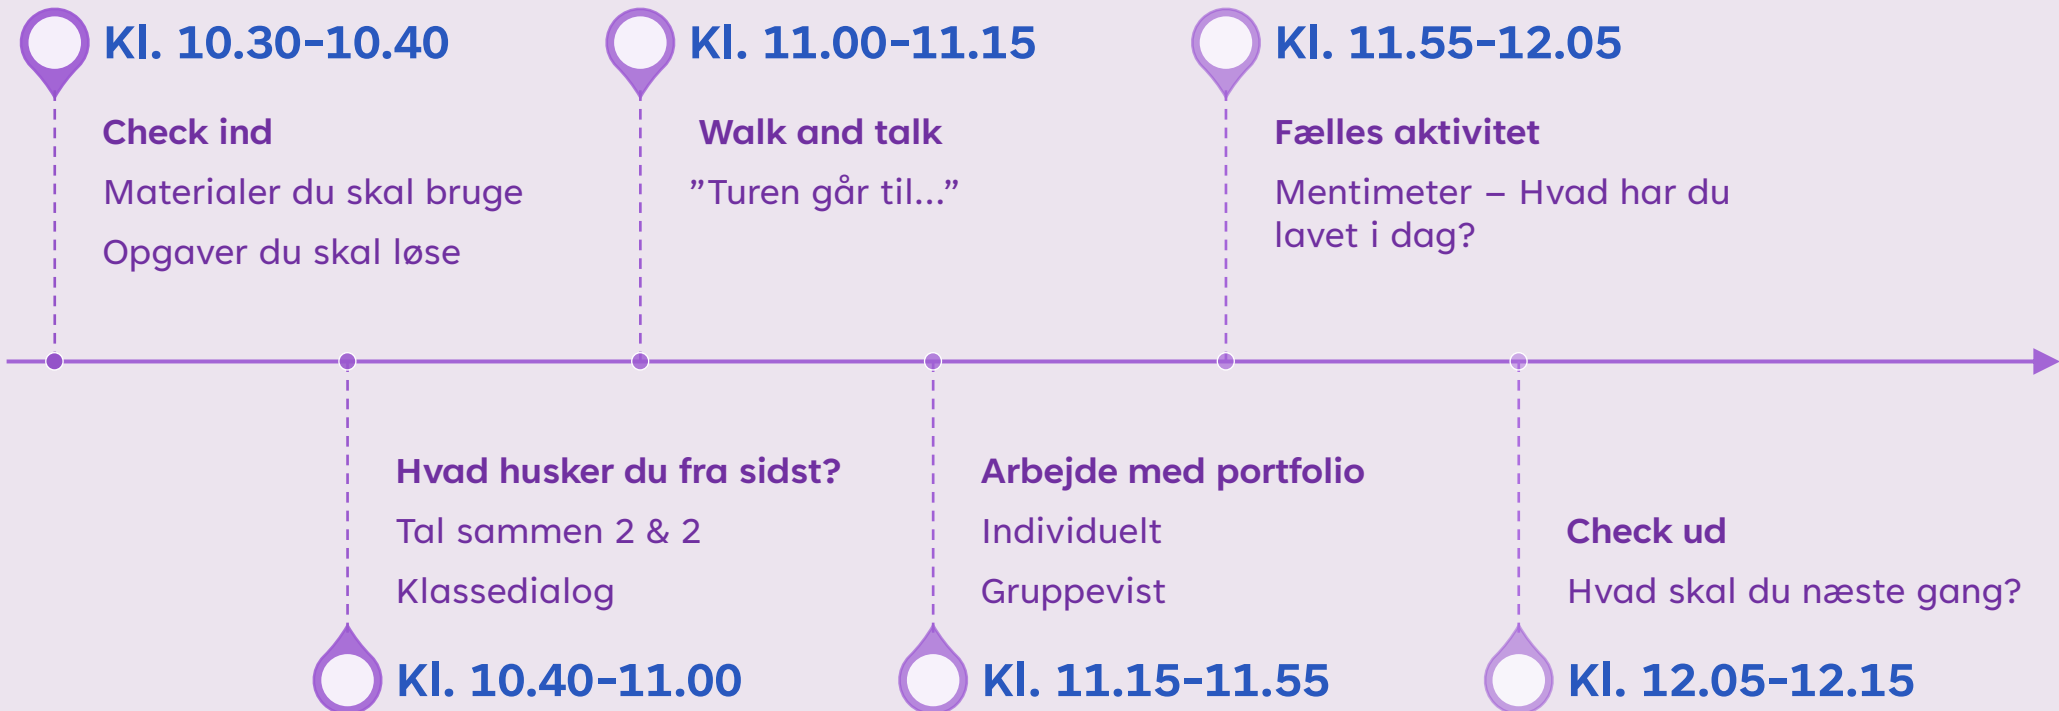 Kl. 10.30-10.40
Check ind
Materialer du skal bruge
Opgaver du skal løse
Hvad husker du fra sidst?
Tal sammen 2 & 2
Klassedialog
Kl. 10.40-11.00
Kl. 11.00-11.15
Walk and talk
”Turen går til...”
Arbejde med portfolio
Individuelt
Gruppevist
Kl. 11.15-11.55
Kl. 11.55-12.05
Fælles aktivitet
Mentimeter – Hvad har du
lavet i dag?
Check ud
Hvad skal du næste gang?
Kl. 12.05-12.15